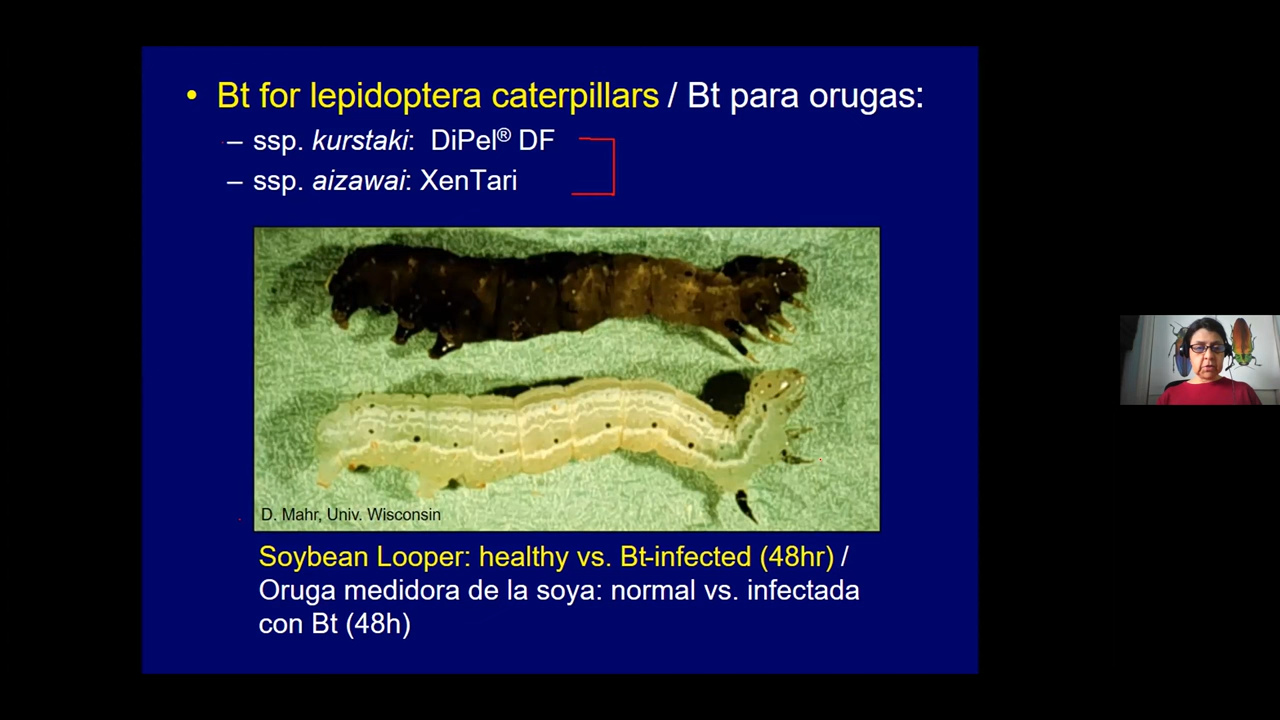 • Bt for lepidoptera caterpillars / Bt para orugas:
– ssp. kurstaki: DiPel® DF
– ssp. aizawai: XenTari
D. Mahr, Univ. Wisconsin
Soybean Looper: healthy vs. Bt-infected (48hr) /
Oruga medidora de la soya: normal vs. infectada
con Bt (48h)